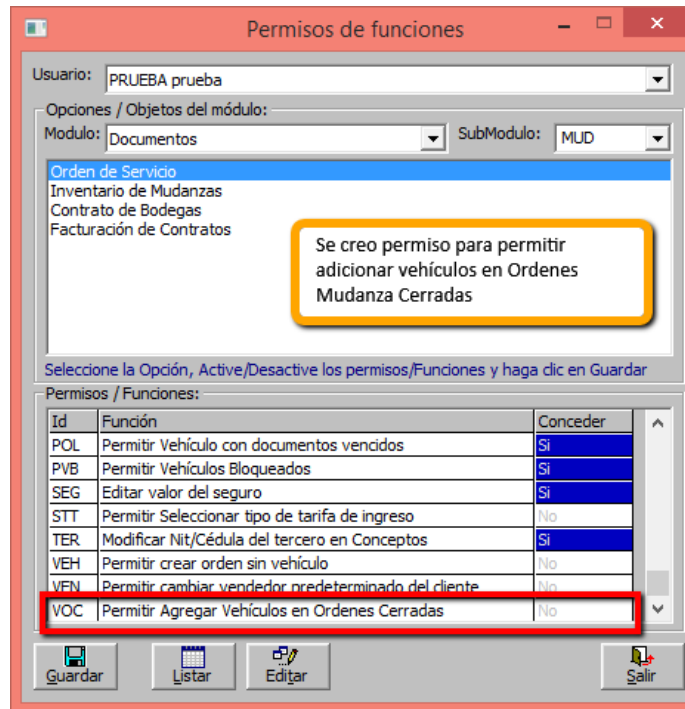 Permisos de funciones
Usuario: PRUEBA prueba
Opciones / Objetos del módulo:
Modulo: Documentos SubModulo: MUD
Orden de Servicio
Inventario de Mudanzas
Contrato de Bodegas
Facturación de Contratos
Se creo permiso para permitir
adicionar vehículos en Ordenes
Mudanza Cerradas
Seleccione la Opción, Active/Desactive los permisos/Funciones y haga clic en Guardar
Permisos / Funciones:
Id Función Conceder
POL Permitir Vehículo con documentos vencidos Si
PVB Permitir Vehículos Bloqueados Si
SEG Editar valor del seguro Si
STT Permitir Seleccionar tipo de tarifa de ingreso No
TER Modificar Nit/Cédula del tercero en Conceptos Si
VEH Permitir crear orden sin vehículo No
VEN Permitir cambiar vendedor predeterminado del cliente No
VOC Permitir Agregar Vehículos en Ordenes Cerradas No
Guardar Listar Editar Salir